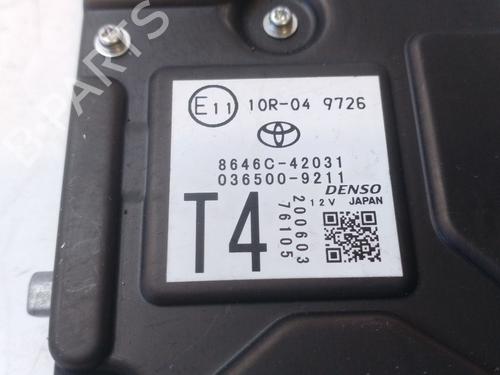 E11 10R-04 9726
8646C-42031
036500-9211
DENSO
12V JAPAN
T4
200603
76105
B-PARTS